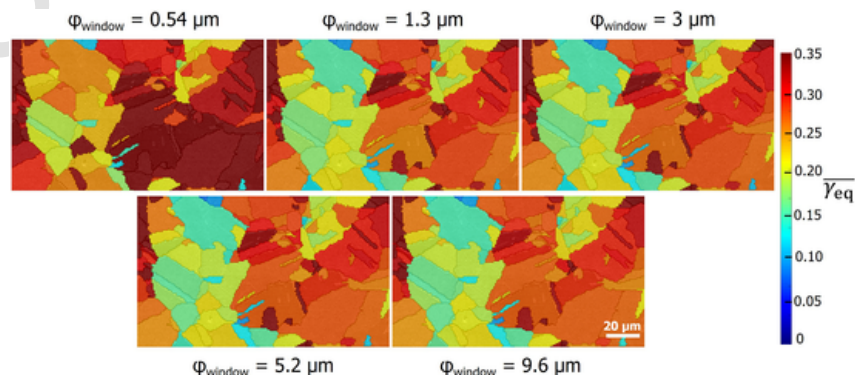 φwindow = 0.54 μm
φwindow = 1.3 μm
φwindow = 3 μm
0.35
0.30
0.25
0.20
γeq
0.15
0.10
0.05
0
20 μm
φwindow = 5.2 μm
φwindow = 9.6 μm